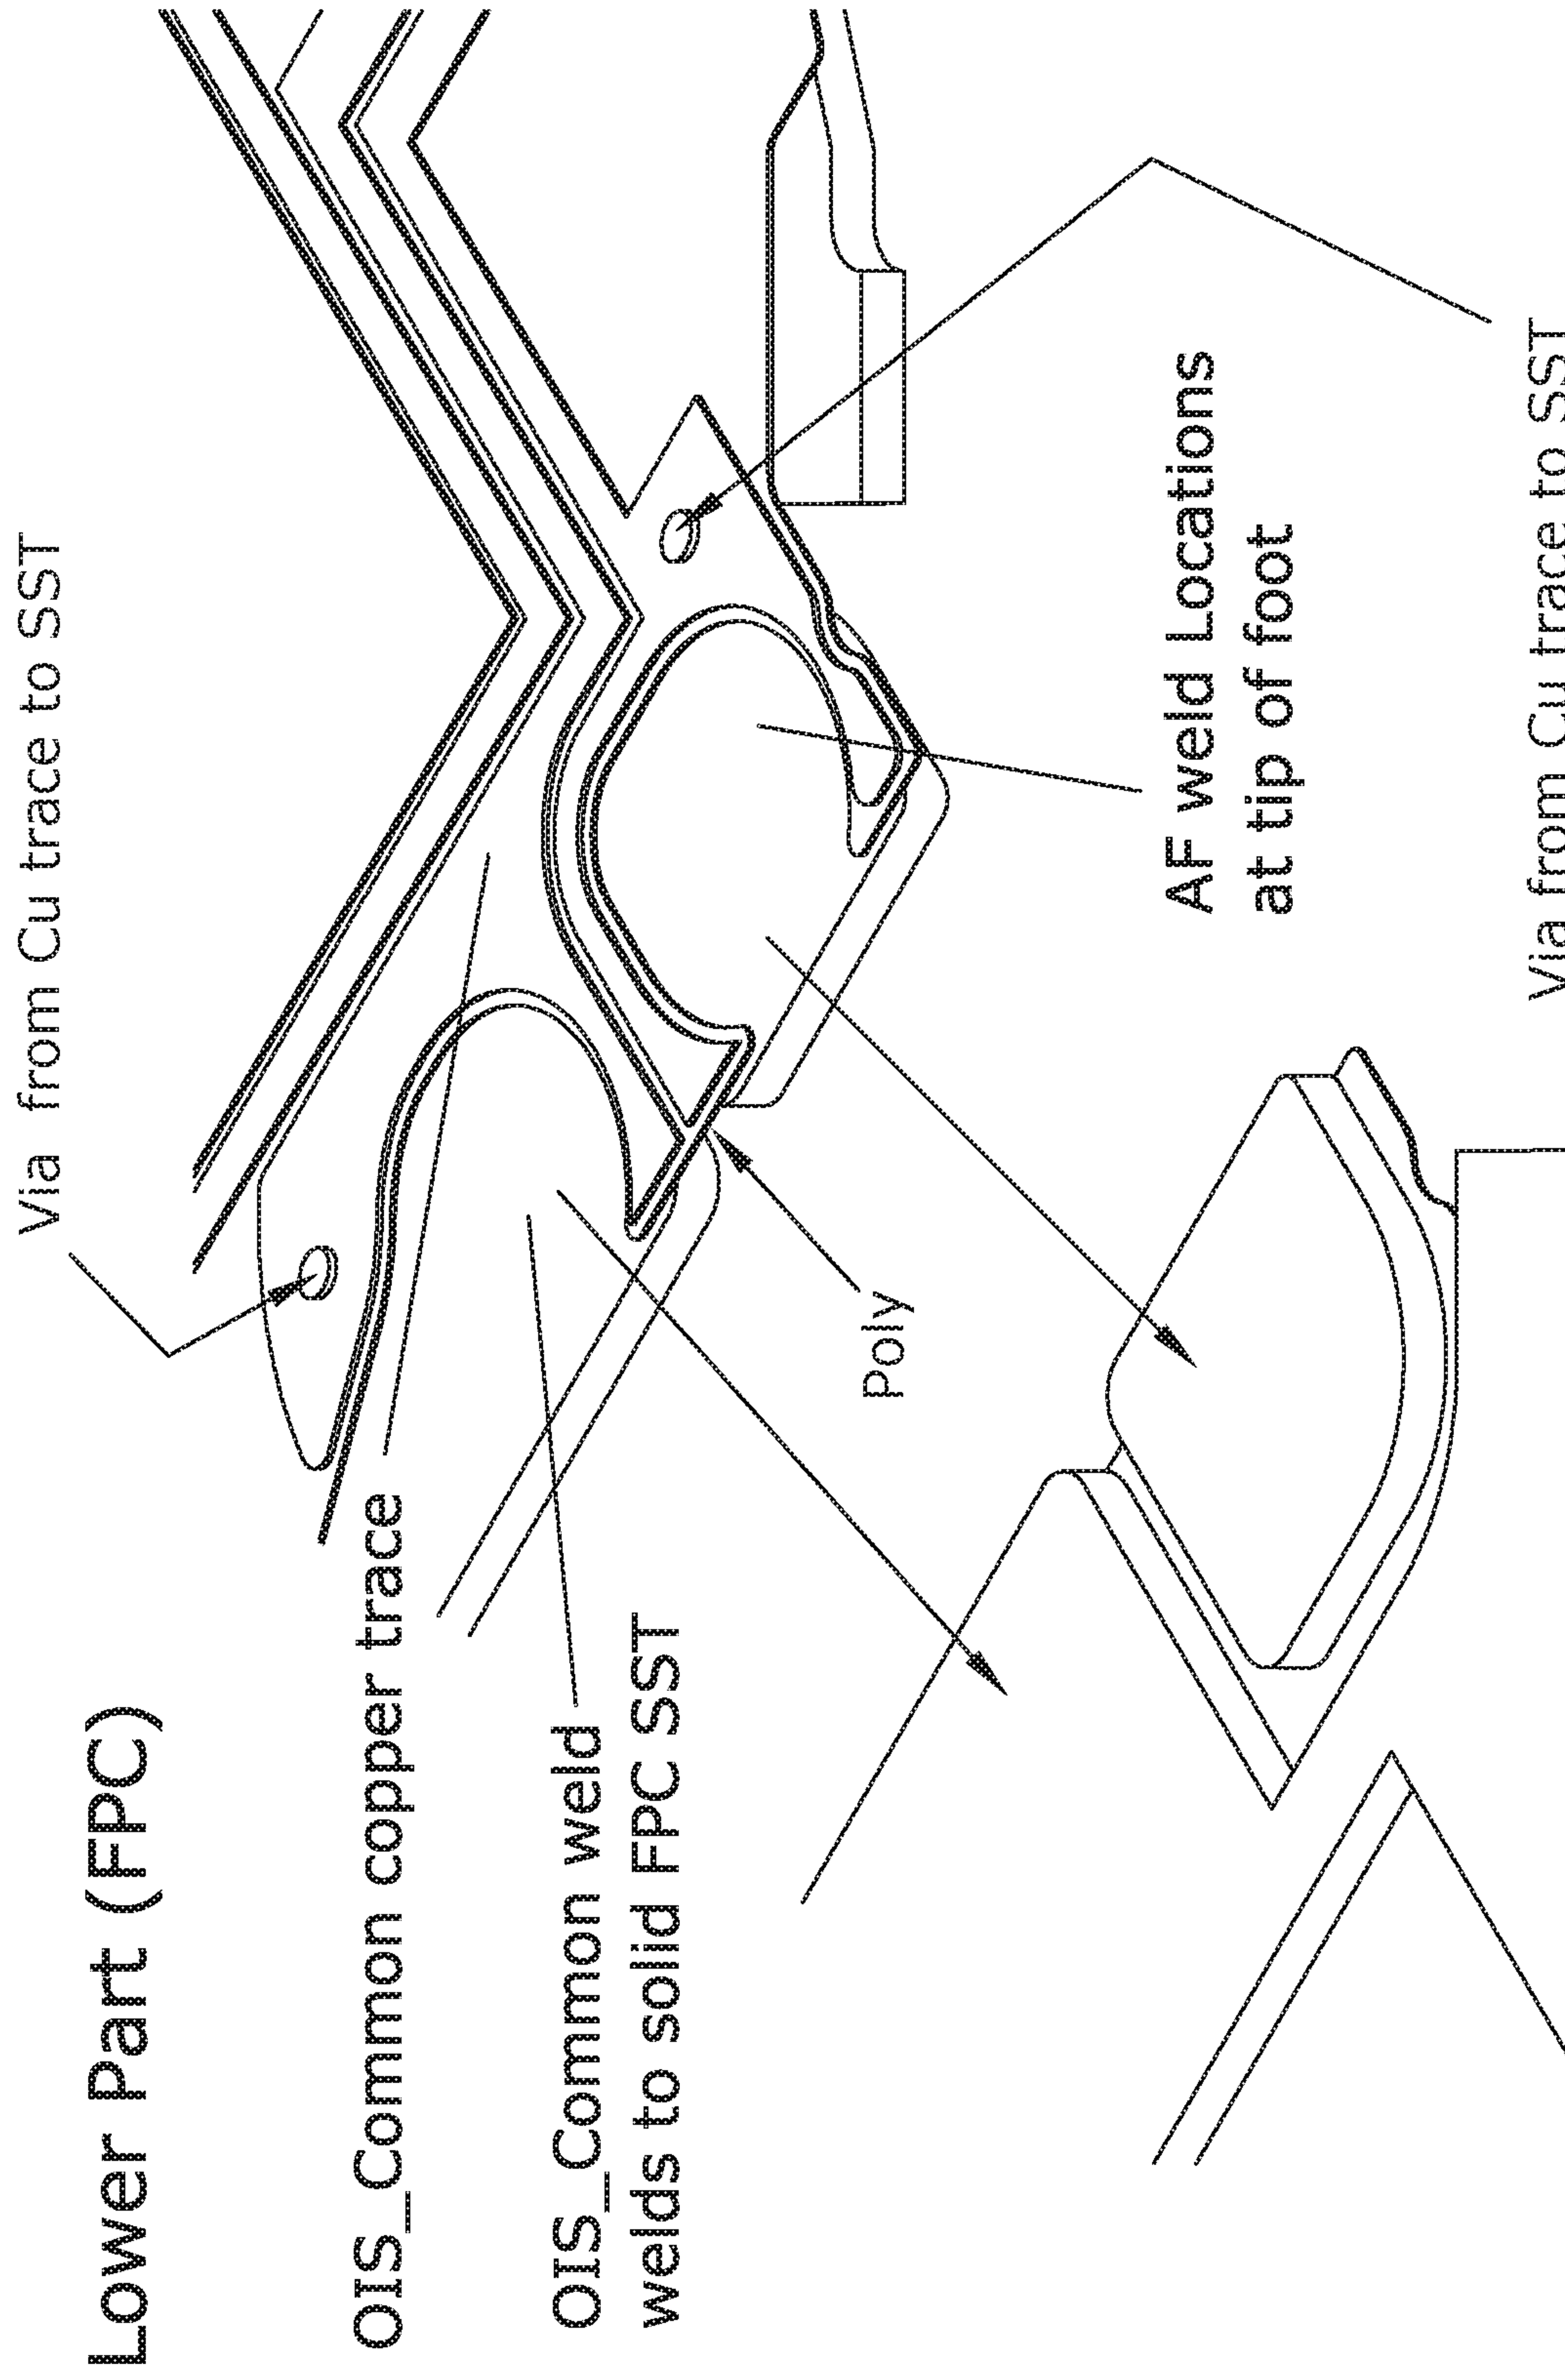 Lower Part (FPC)
Via from Cu trace to SST
OIS_Common copper trace
OIS_Common weld
welds to solid FPC SST
Poly
AF weld Locations
at tip of foot
Via from Cu trace to SST